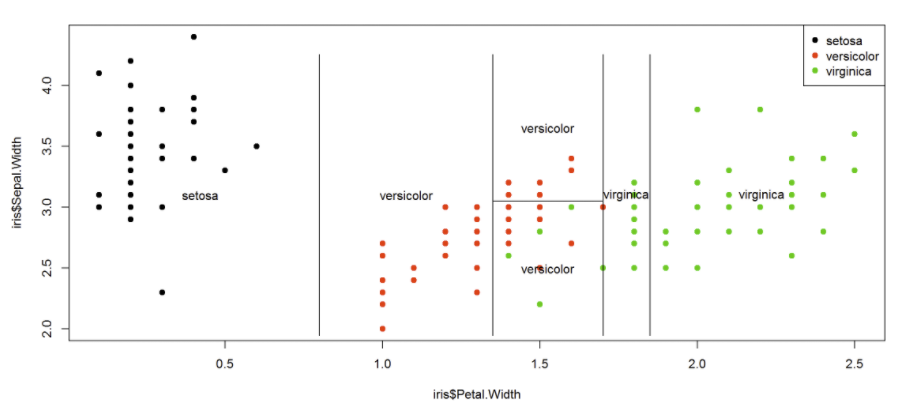 setosa
versicolor
virginica
iris$Sepal.Width
4.0
3.5
3.0
2.5
2.0
versicolor
setosa
versicolor
virginica
virginica
versicolor
0.5
1.0
1.5
2.0
2.5
iris$Petal.Width